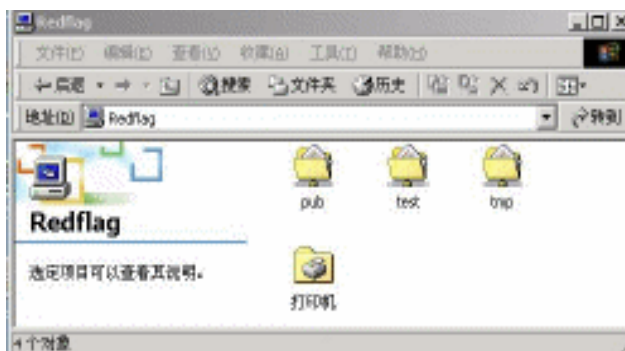 Redflag
文件(F) 编辑(E) 查看(V) 收藏(A) 工具(T) 帮助(H)
后退 搜索 文件夹 历史
地址(D) Redflag 转到
pub test tmp
Redflag
选定项目可以查看其说明。
打印机
4 个对象